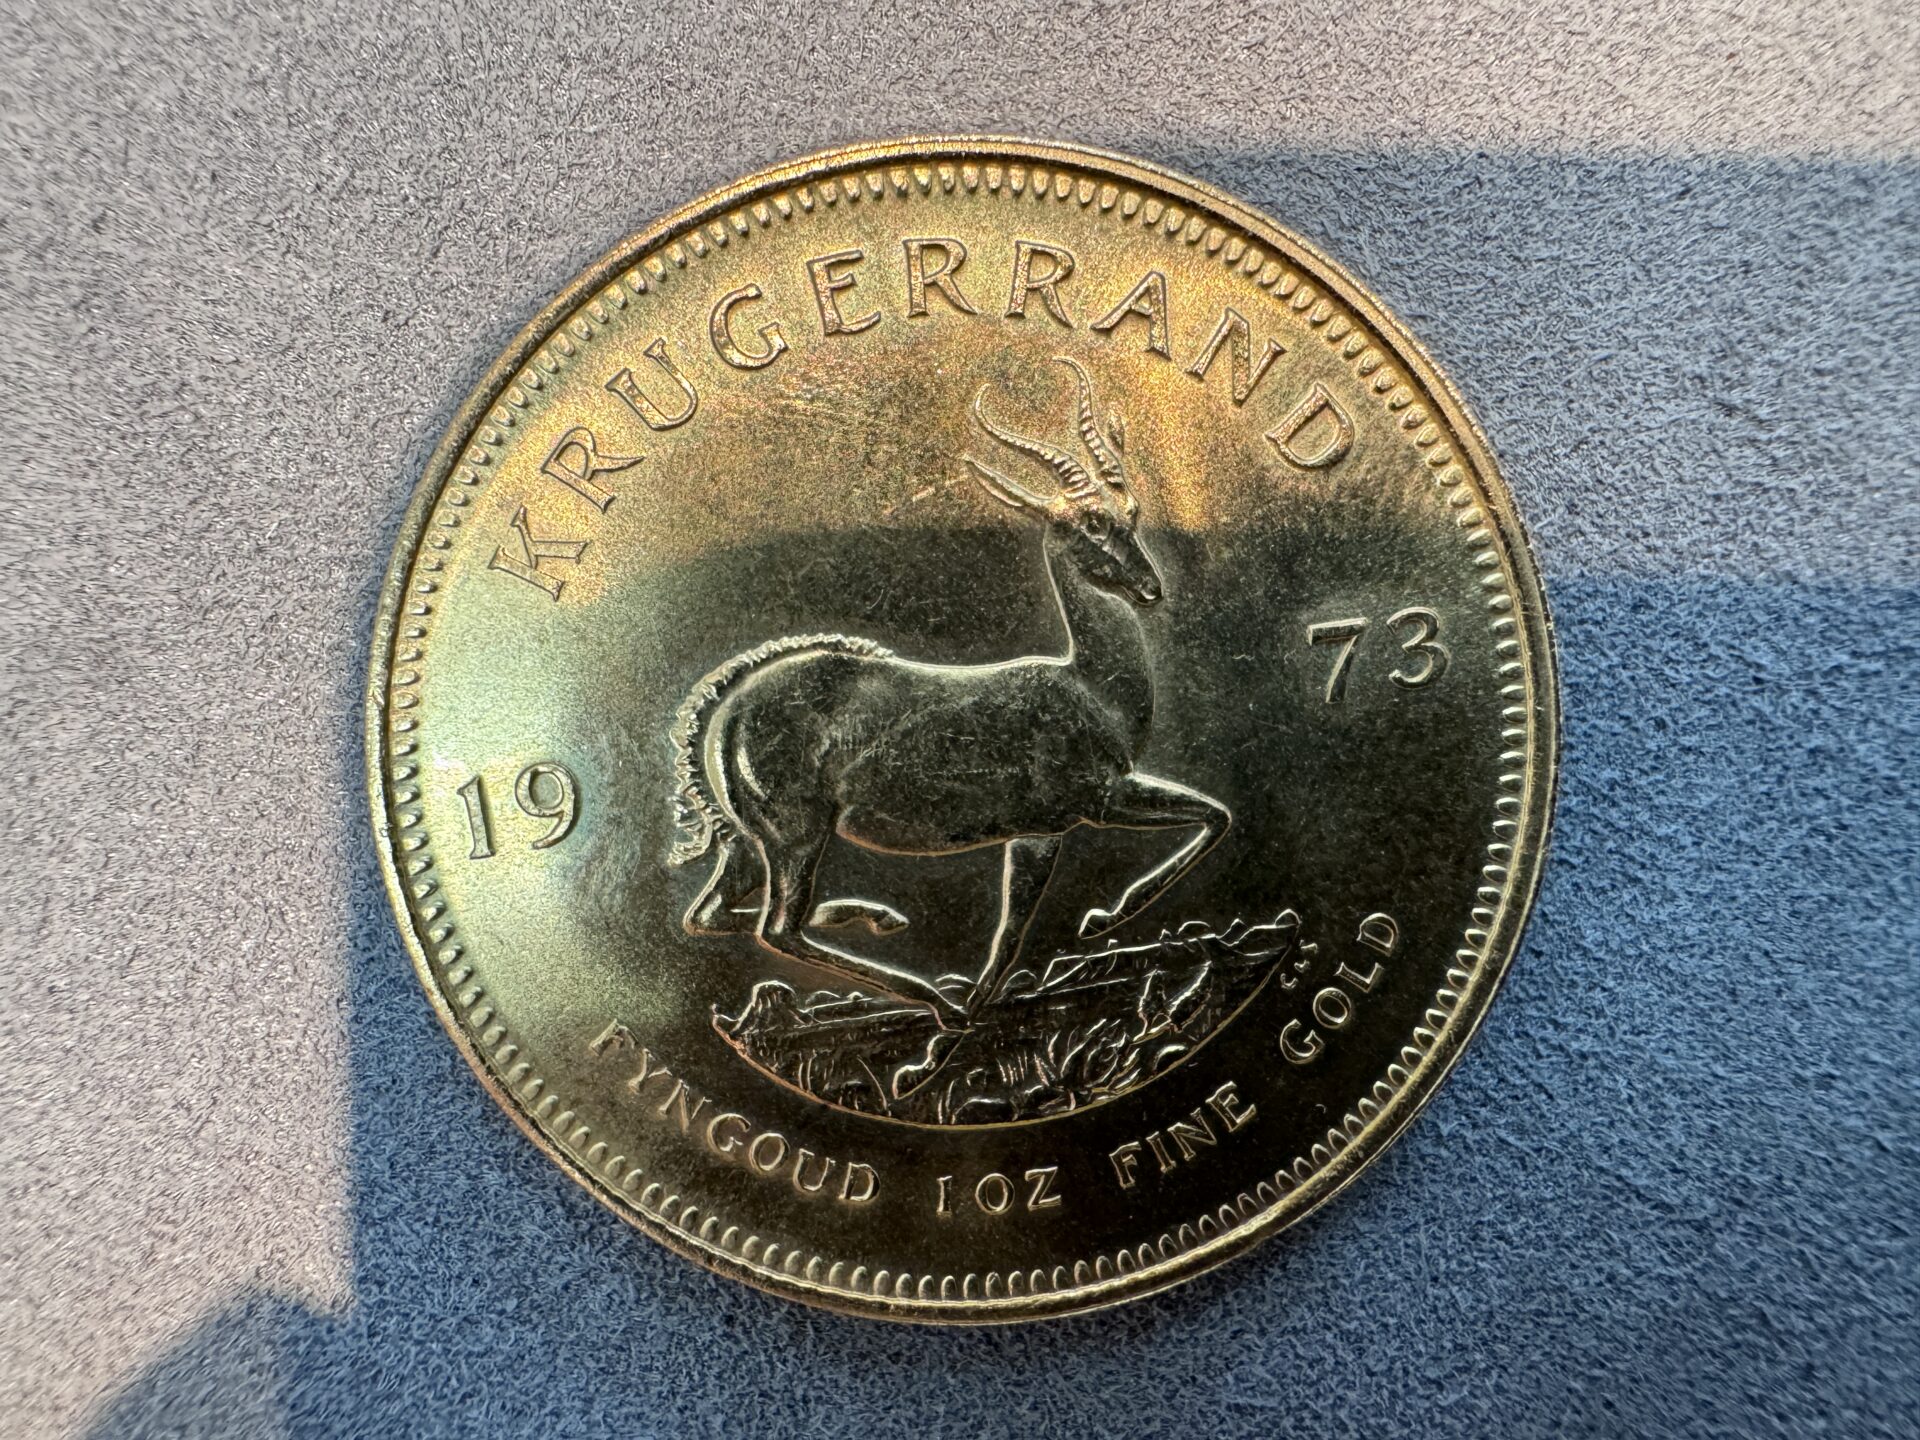 KRUGERRAND
19 73
FYNGOUD 1 OZ FINE GOLD